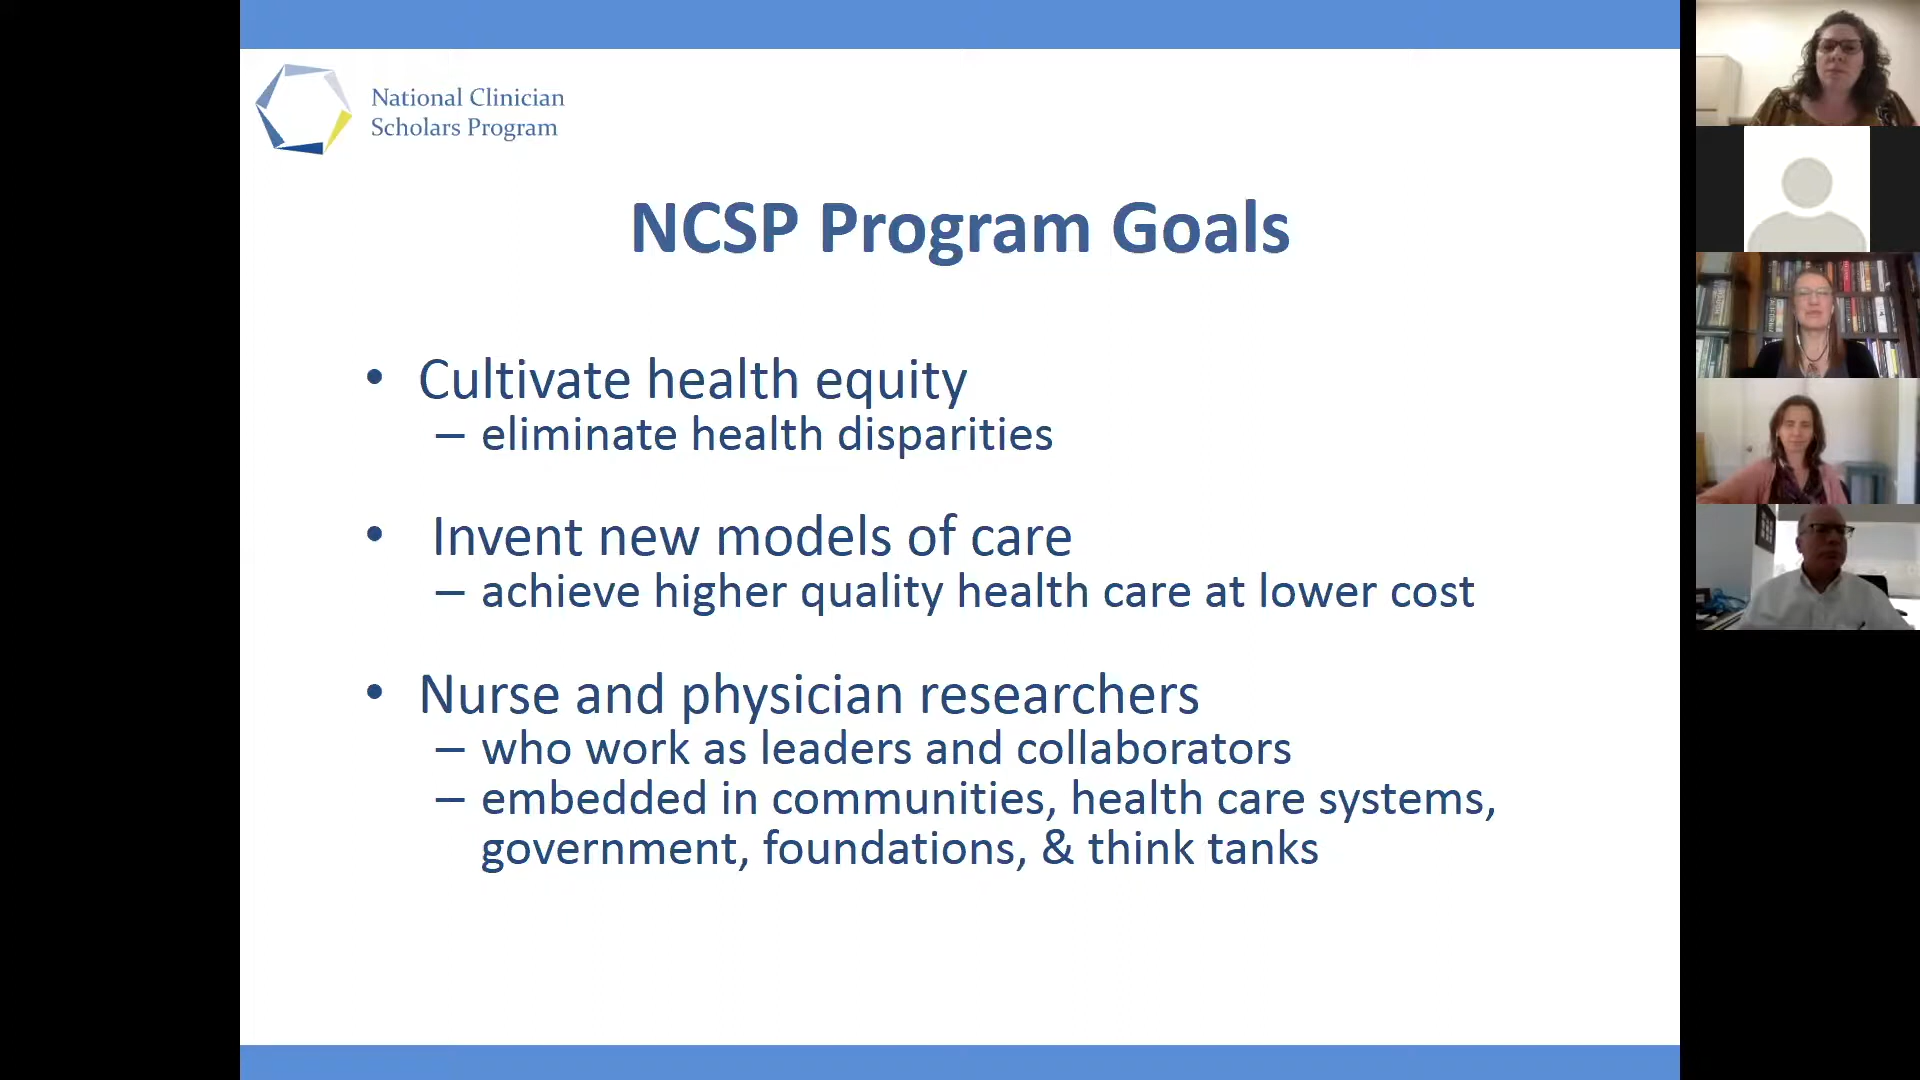 National Clinician
Scholars Program
NCSP Program Goals
• Cultivate health equity
– eliminate health disparities
• Invent new models of care
– achieve higher quality health care at lower cost
• Nurse and physician researchers
– who work as leaders and collaborators
– embedded in communities, health care systems,
government, foundations, & think tanks